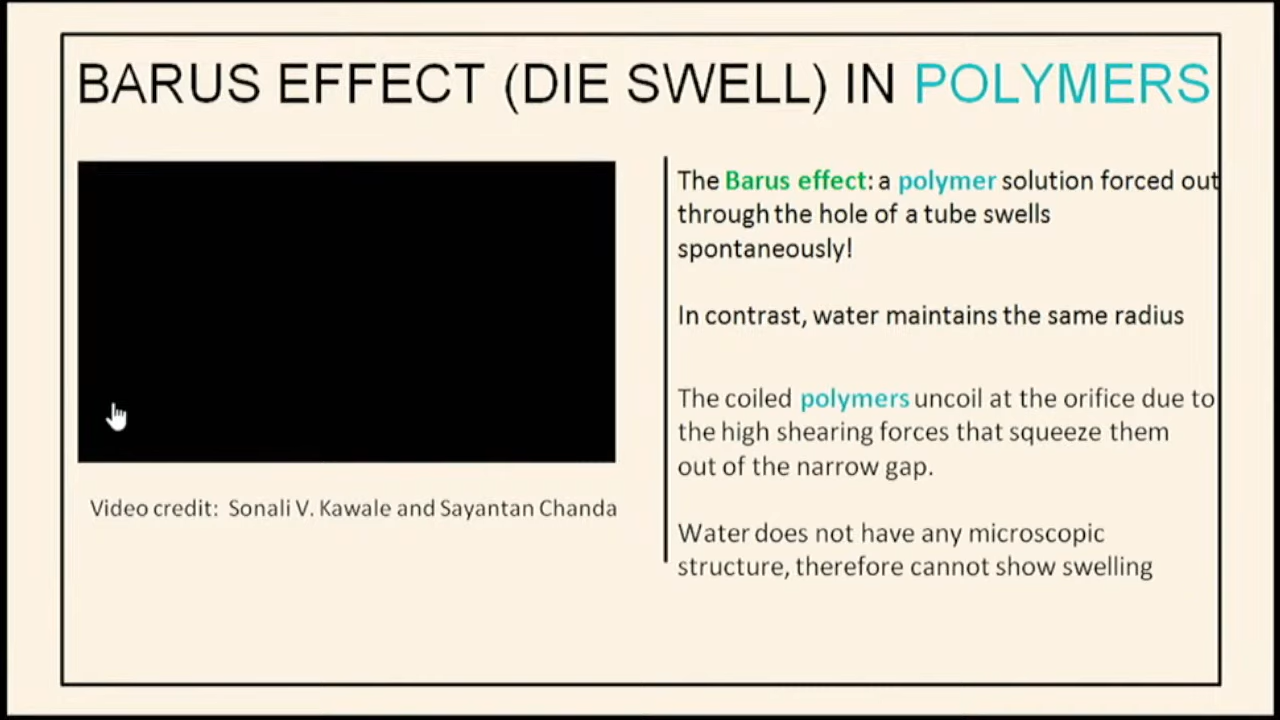 BARUS EFFECT (DIE SWELL) IN POLYMERS
The Barus effect: a polymer solution forced out
through the hole of a tube swells
spontaneously!
In contrast, water maintains the same radius
The coiled polymers uncoil at the orifice due to
the high shearing forces that squeeze them
out of the narrow gap.
Water does not have any microscopic
structure, therefore cannot show swelling
Video credit: Sonali V. Kawale and Sayantan Chanda